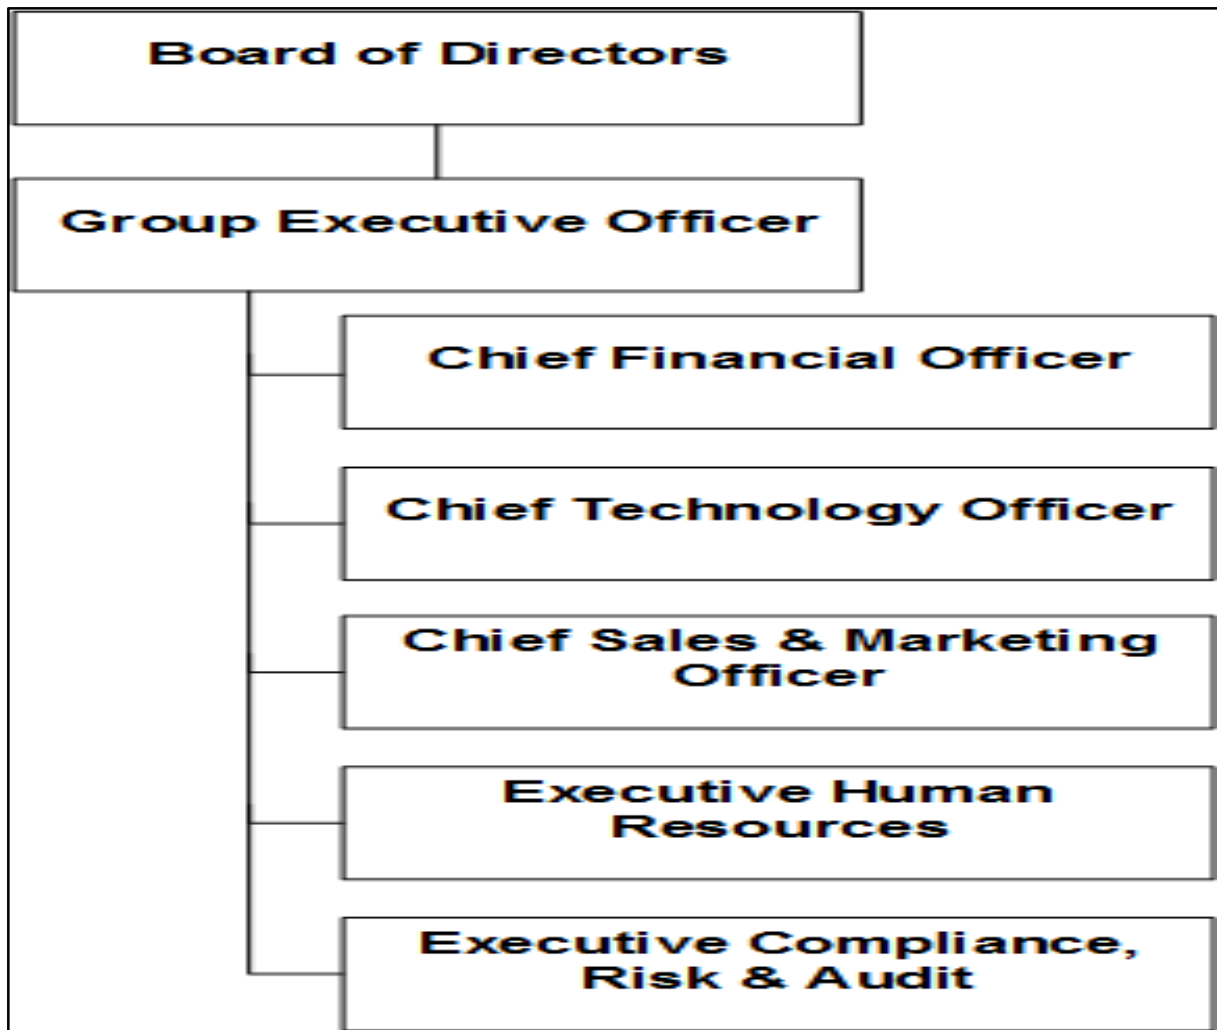 Board of Directors
Group Executive Officer
Chief Financial Officer
Chief Technology Officer
Chief Sales & Marketing
Officer
Executive Human
Resources
Executive Compliance,
Risk & Audit